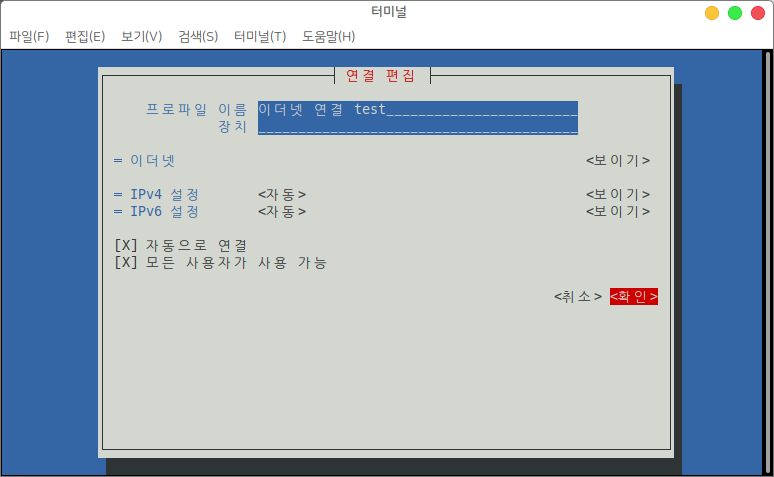 터미널
파일(F) 편집(E) 보기(V) 검색(S) 터미널(T) 도움말(H)
연결 편집
프로파일 이름 이더넷 연결 test________________________
장치 ________________________________________
= 이더넷 <보이기>
= IPv4 설정 <자동> <보이기>
= IPv6 설정 <자동> <보이기>
[X] 자동으로 연결
[X] 모든 사용자가 사용 가능
<취소> <확인>